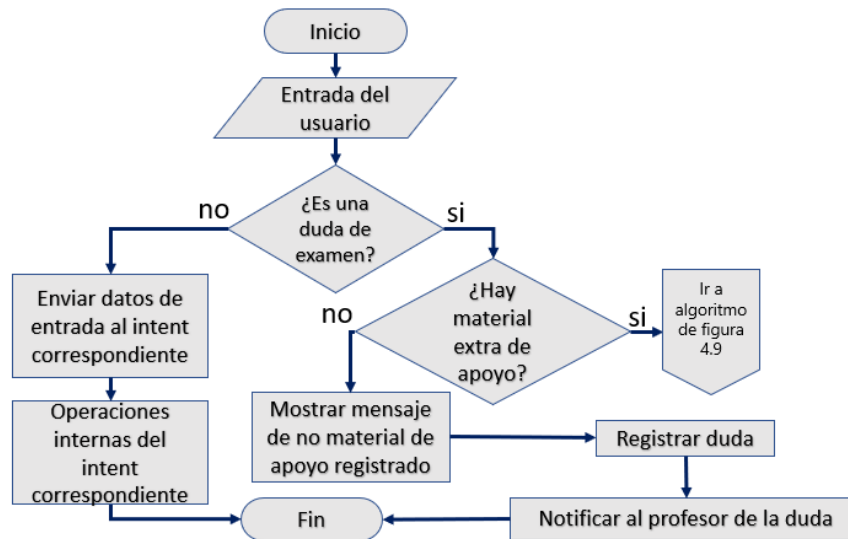 Inicio
Entrada del
usuario
no
¿Es una
duda de
examen?
si
Enviar datos de
entrada al intent
correspondiente
no
¿Hay
material
extra de
apoyo?
si
Ir a
algoritmo
de figura
4.9
Operaciones
internas del
intent
correspondiente
Mostrar mensaje
de no material de
apoyo registrado
Registrar duda
Fin
Notificar al profesor de la duda